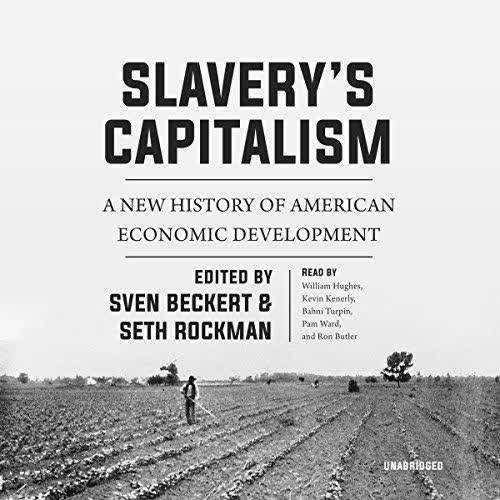 SLAVERY'S
CAPITALISM
A NEW HISTORY OF AMERICAN
ECONOMIC DEVELOPMENT
EDITED BY
SVEN BECKERT &
SETH ROCKMAN
READ BY
William Hughes,
Kevin Kenerly,
Bahni Turpin,
Pam Ward,
and Ron Butler
UNABRIDGED